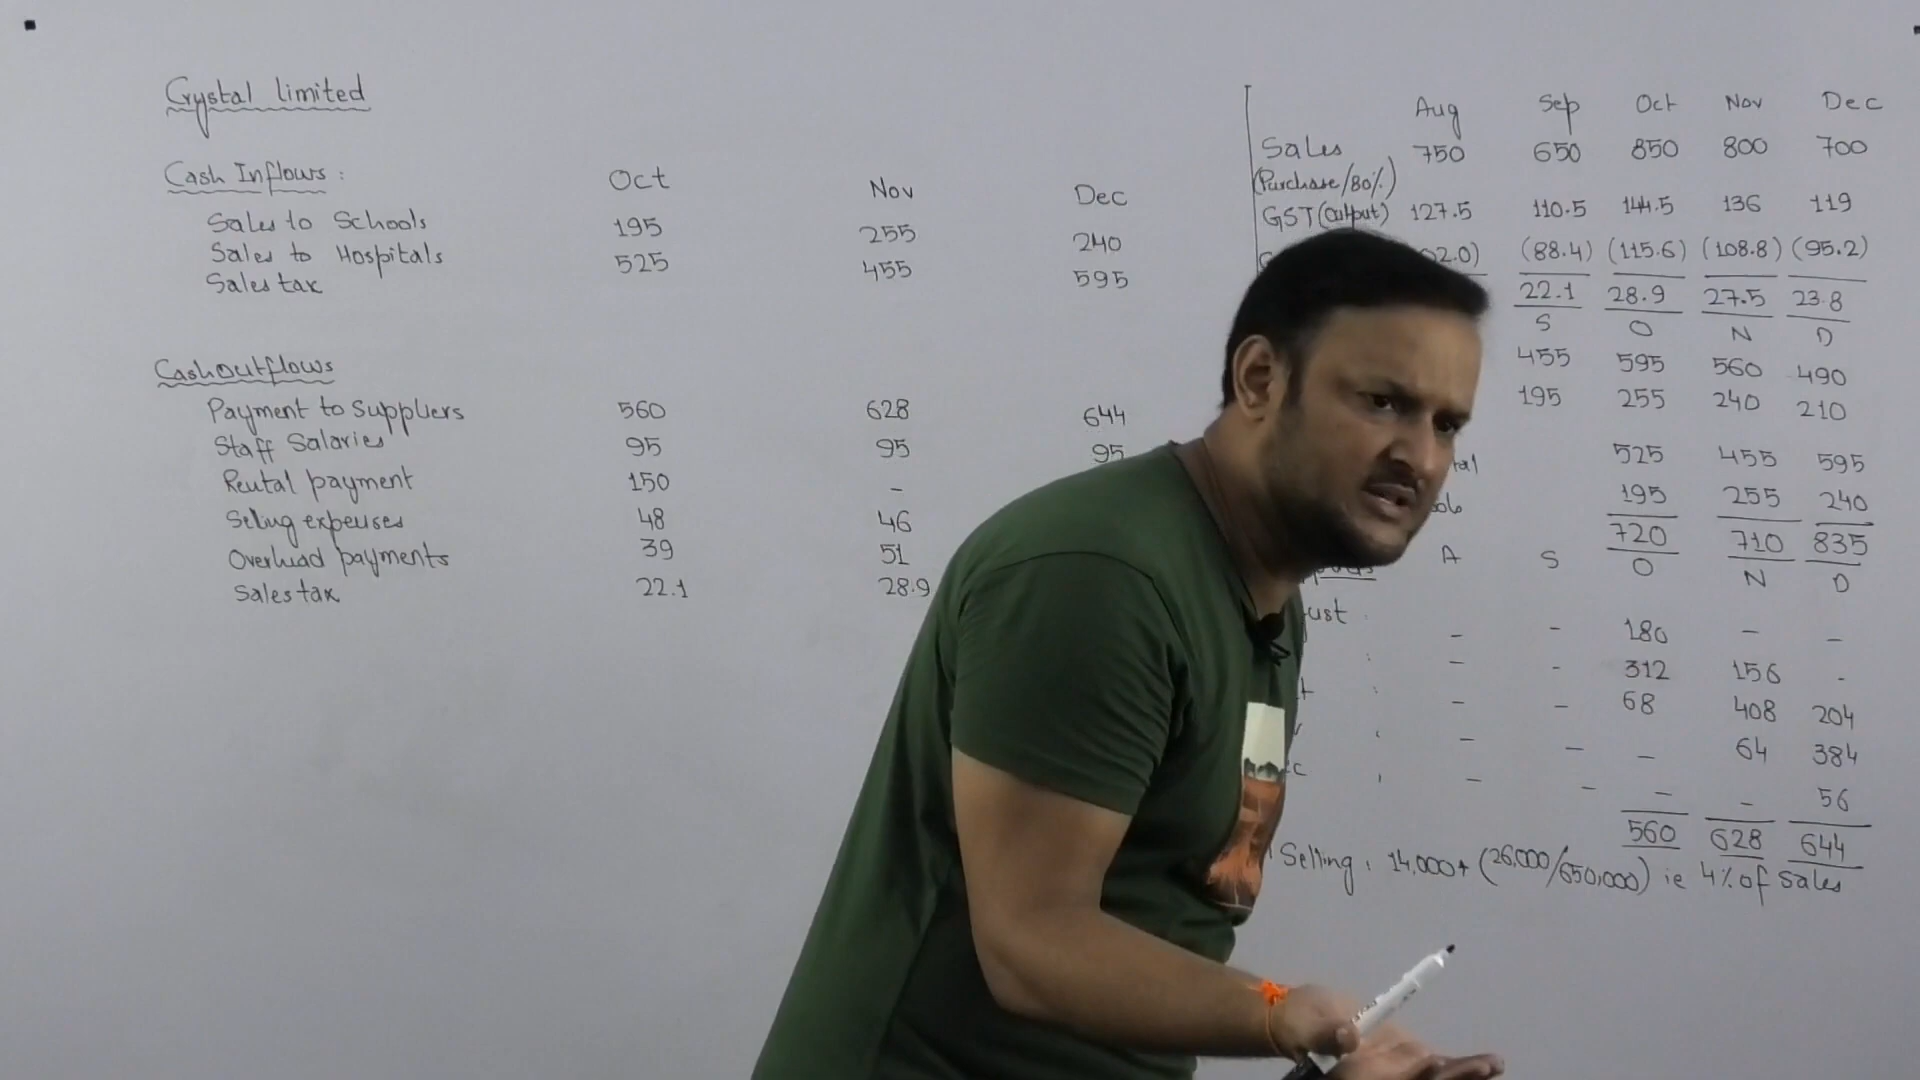 Crystal limited
Cash Inflows : Oct Nov Dec
Sales to Schools 195 255 240
Sales to Hospitals 525 455 595
Sales tax
Cash outflows
Payment to Suppliers 560 628 644
Staff Salaries 95 95 95
Rental payment 150 -
Selling expenses 48 46
Overhead payments 39 51
Sales tax 22.1 28.9
Aug Sep Oct Nov Dec
Sales 750 650 850 800 700
(Purchase/80%)
GST (Output) 127.5 110.5 144.5 136 119
2.0) (88.4) (115.6) (108.8) (95.2)
22.1 28.9 27.5 23.8
S O N D
455 595 560 490
195 255 240 210
tal 525 455 595
195 255 240
720 710 835
A S O N D
ust :
- - 180 - -
- - 312 156 -
- - 68 408 204
- - - 64 384
- - - - 56
560 628 644
Selling : 14,000+ (26,000/650,000) ie 4% of Sales